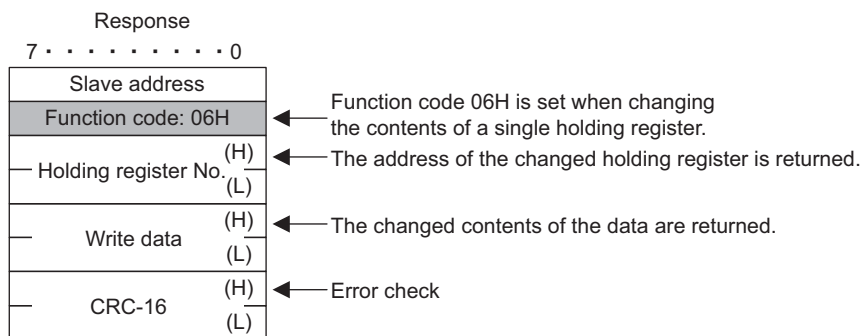 Response
7 · · · · · · · · · 0
Slave address
Function code: 06H
Function code 06H is set when changing
the contents of a single holding register.
(H)
Holding register No.
(L)
The address of the changed holding register is returned.
(H)
Write data
(L)
The changed contents of the data are returned.
(H)
CRC-16
(L)
Error check